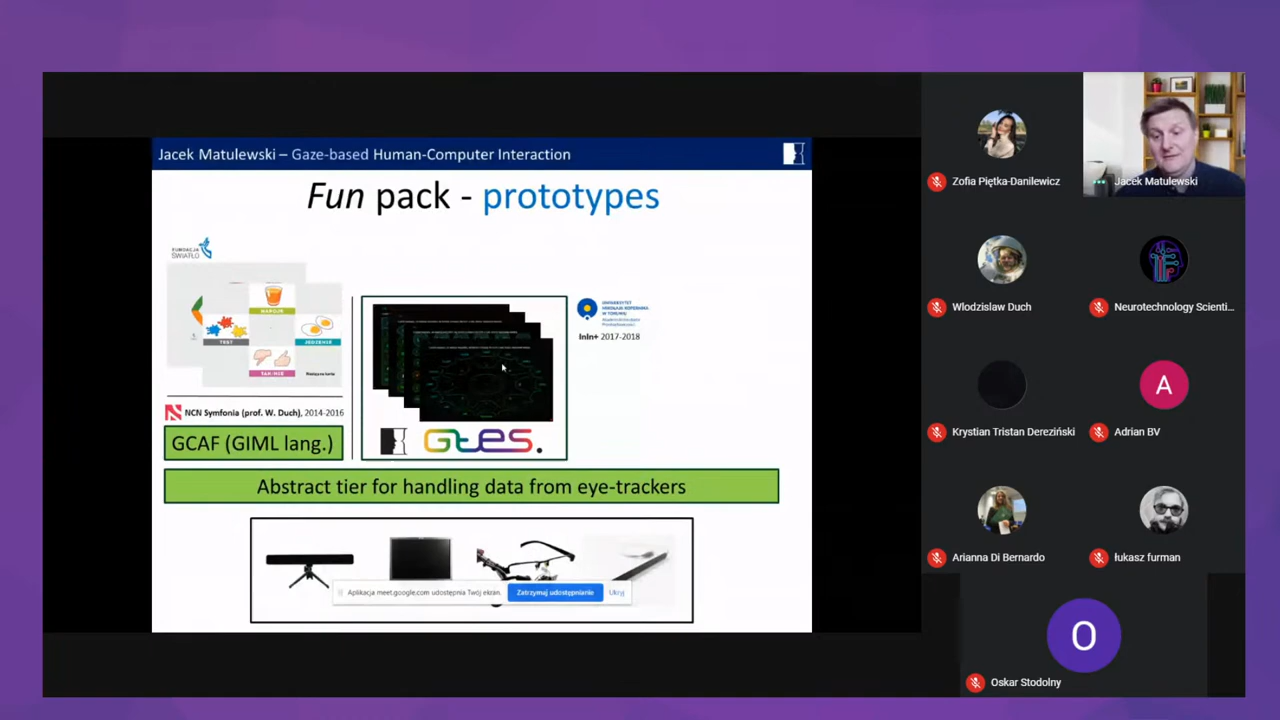 Jacek Matulewski – Gaze-based Human-Computer Interaction
Fun pack - prototypes
FUNDACJA
ŚWIATŁO
NAPOJE
TEST
JEDZENIE
TAK/NIE
NCN Symfonia (prof. W. Duch), 2014-2016
GCAF (GIML lang.)
GTES.
UNIWERSYTET
MIKOŁAJA KOPERNIKA
W TORUNIU
InIn+ 2017-2018
Abstract tier for handling data from eye-trackers
Aplikacja meet.google.com udostępnia Twój ekran.
Zatrzymaj udostępnianie
Ukryj
Zofia Piętka-Danilewicz
Jacek Matulewski
Wlodzislaw Duch
Neurotechnology Scienti...
Krystian Tristan Dereziński
A
Adrian BV
Arianna Di Bernardo
łukasz furman
O
Oskar Stodolny